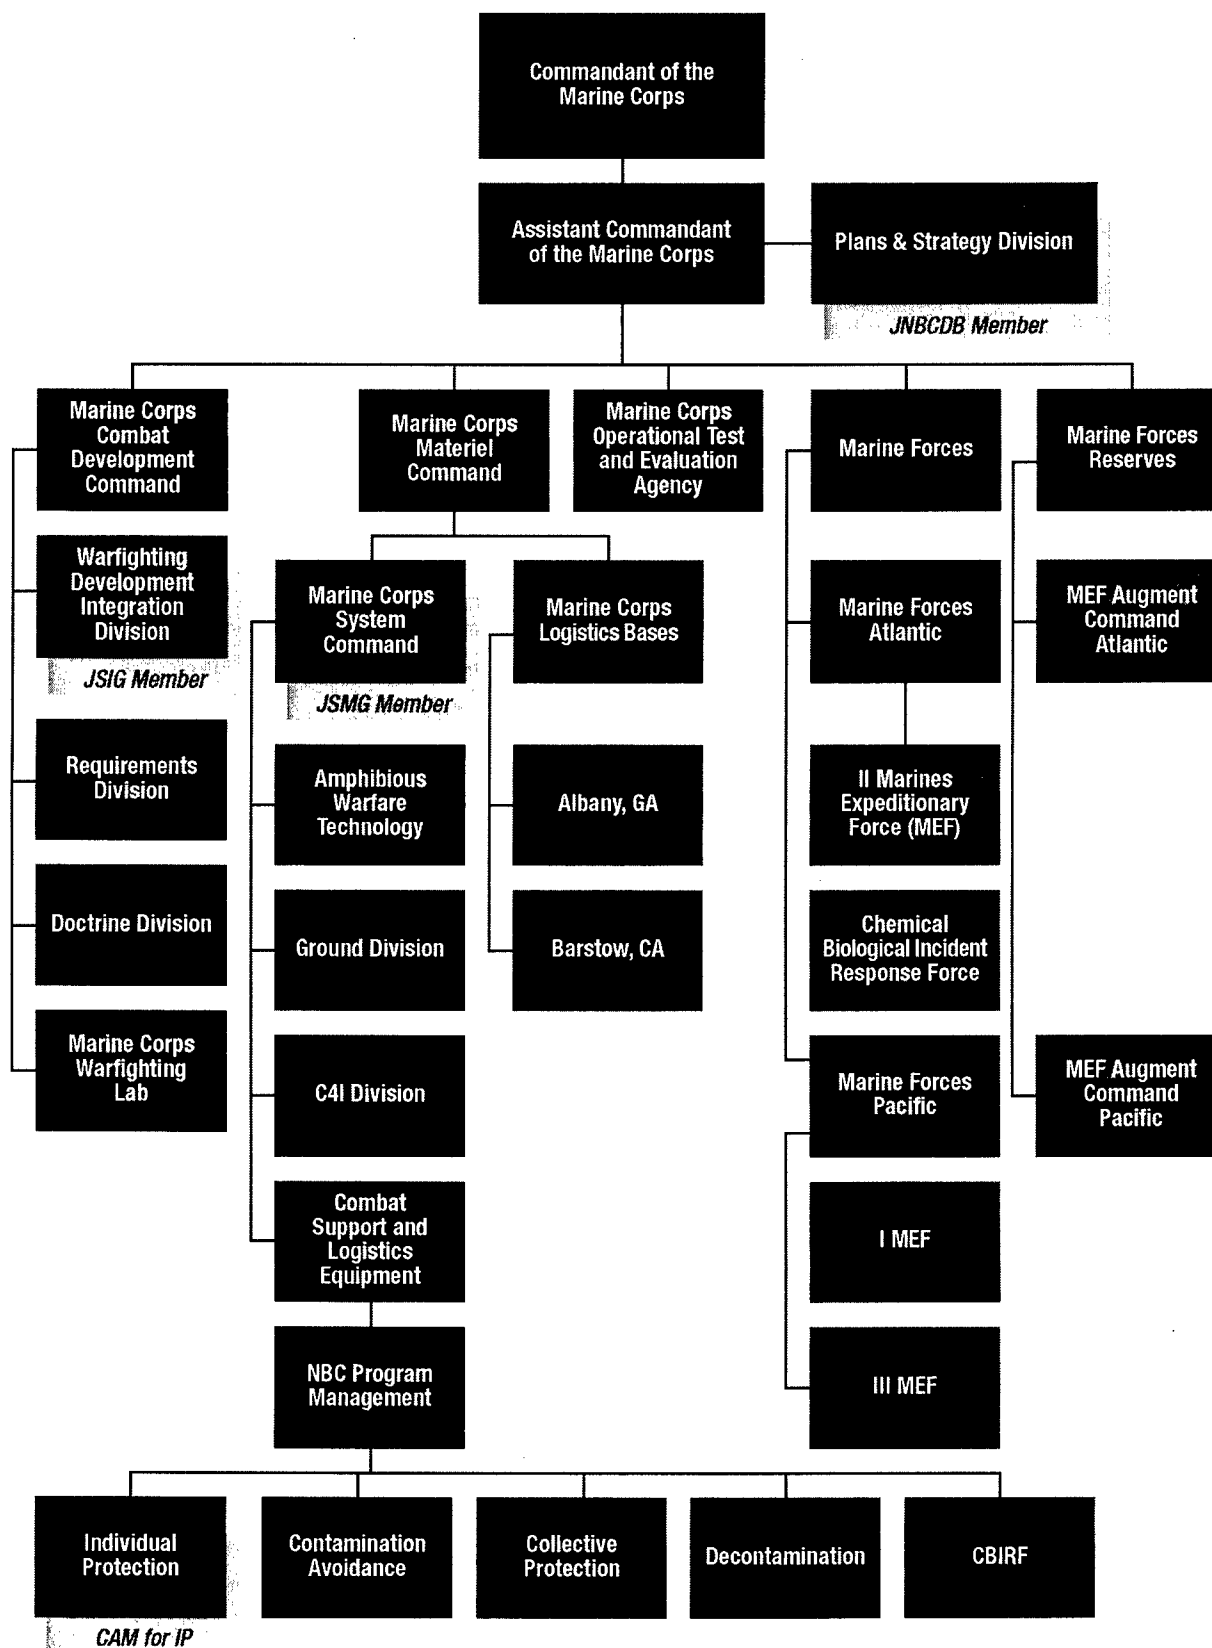 Commandant of the
Marine Corps
Assistant Commandant
of the Marine Corps
Plans & Strategy Division
JNBCDB Member
Marine Corps
Combat
Development
Command
Marine Corps
Materiel
Command
Marine Corps
Operational Test
and Evaluation
Agency
Marine Forces
Marine Forces
Reserves
Warfighting
Development
Integration
Division
JSIG Member
Marine Corps
System
Command
JSMG Member
Marine Corps
Logistics Bases
Marine Forces
Atlantic
MEF Augment
Command
Atlantic
Requirements
Division
Amphibious
Warfare
Technology
Albany, GA
II Marines
Expeditionary
Force (MEF)
Doctrine Division
Ground Division
Barstow, CA
Chemical
Biological Incident
Response Force
Marine Corps
Warfighting
Lab
C4I Division
Marine Forces
Pacific
MEF Augment
Command
Pacific
Combat
Support and
Logistics
Equipment
I MEF
NBC Program
Management
III MEF
Individual
Protection
CAM for IP
Contamination
Avoidance
Collective
Protection
Decontamination
CBIRF